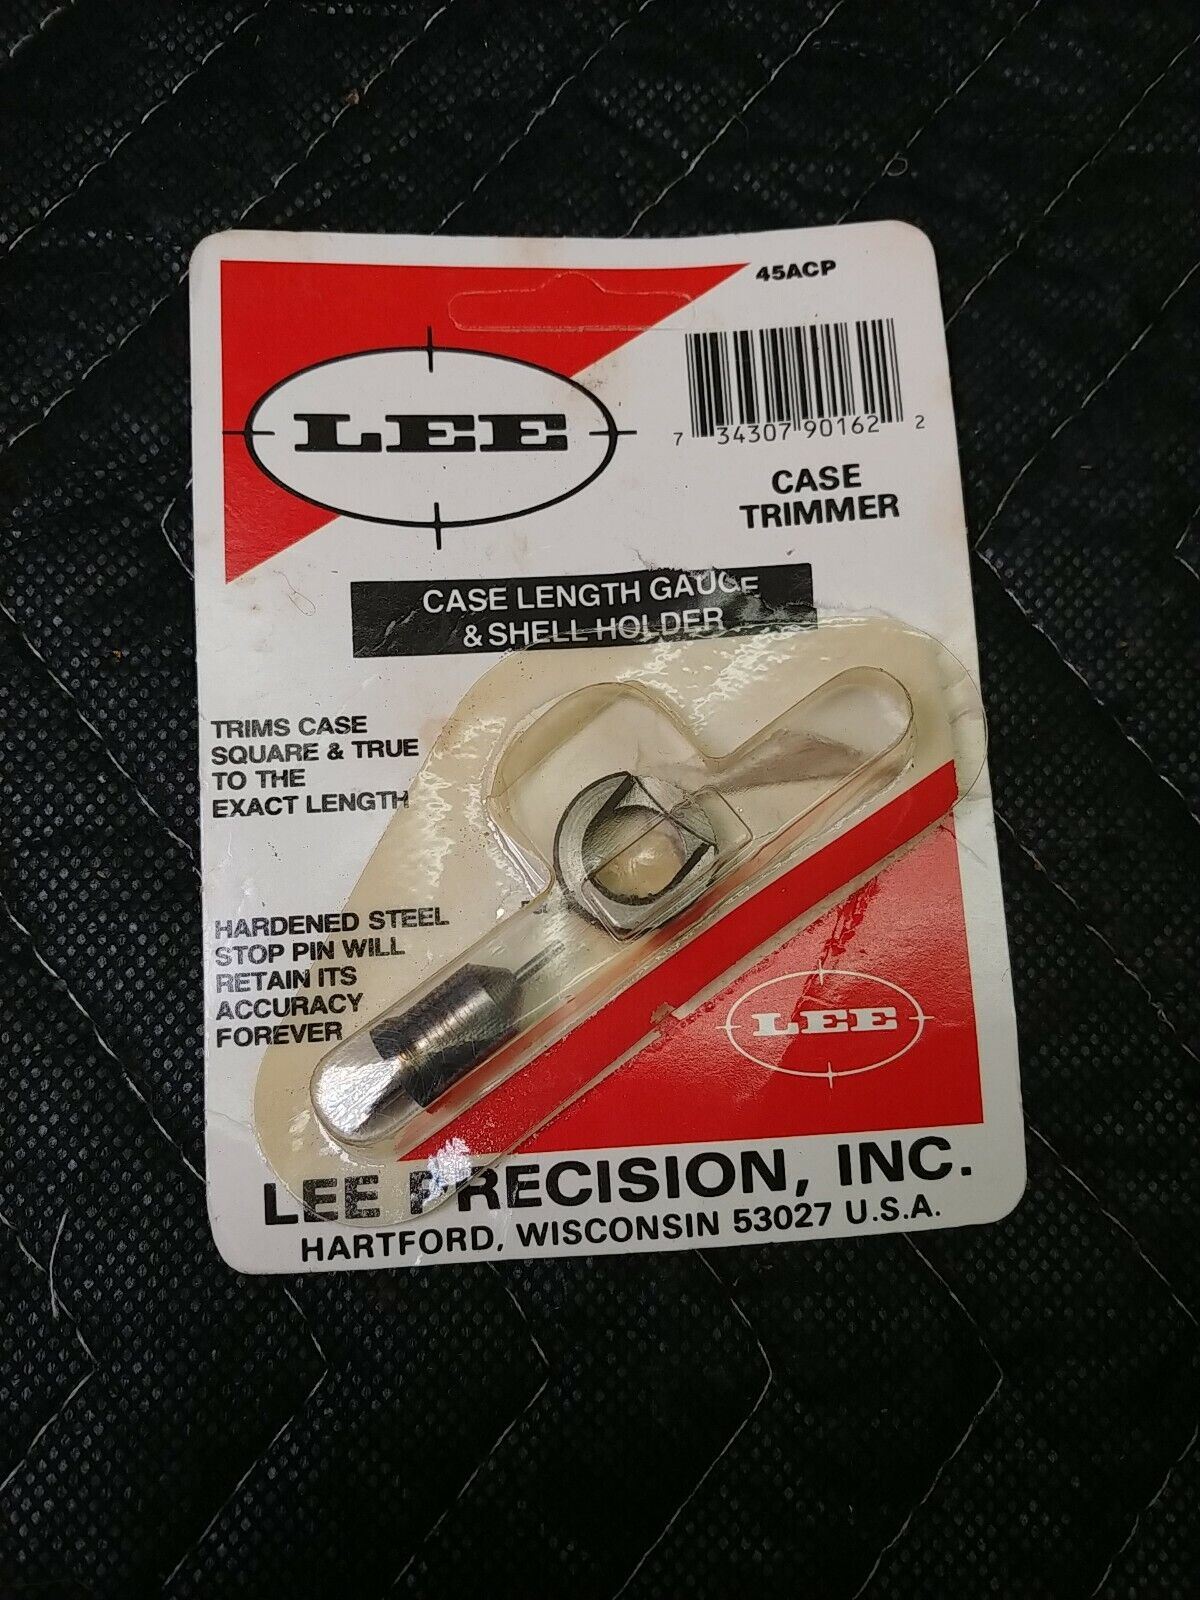 45ACP
LEE
7 34307 90162 2
CASE
TRIMMER
CASE LENGTH GAUGE
& SHELL HOLDER
TRIMS CASE
SQUARE & TRUE
TO THE
EXACT LENGTH
HARDENED STEEL
STOP PIN WILL
RETAIN ITS
ACCURACY
FOREVER
LEE
LEE PRECISION, INC.
HARTFORD, WISCONSIN 53027 U.S.A.